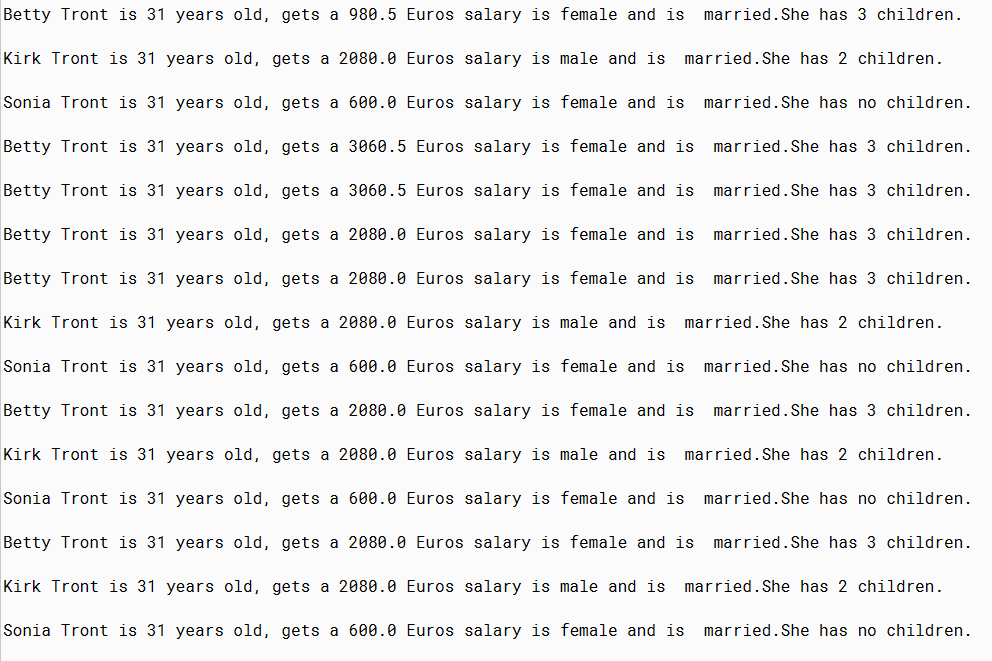 Betty Tront is 31 years old, gets a 980.5 Euros salary is female and is  married.She has 3 children.
Kirk Tront is 31 years old, gets a 2080.0 Euros salary is male and is  married.She has 2 children.
Sonia Tront is 31 years old, gets a 600.0 Euros salary is female and is  married.She has no children.
Betty Tront is 31 years old, gets a 3060.5 Euros salary is female and is  married.She has 3 children.
Betty Tront is 31 years old, gets a 3060.5 Euros salary is female and is  married.She has 3 children.
Betty Tront is 31 years old, gets a 2080.0 Euros salary is female and is  married.She has 3 children.
Betty Tront is 31 years old, gets a 2080.0 Euros salary is female and is  married.She has 3 children.
Kirk Tront is 31 years old, gets a 2080.0 Euros salary is male and is  married.She has 2 children.
Sonia Tront is 31 years old, gets a 600.0 Euros salary is female and is  married.She has no children.
Betty Tront is 31 years old, gets a 2080.0 Euros salary is female and is  married.She has 3 children.
Kirk Tront is 31 years old, gets a 2080.0 Euros salary is male and is  married.She has 2 children.
Sonia Tront is 31 years old, gets a 600.0 Euros salary is female and is  married.She has no children.
Betty Tront is 31 years old, gets a 2080.0 Euros salary is female and is  married.She has 3 children.
Kirk Tront is 31 years old, gets a 2080.0 Euros salary is male and is  married.She has 2 children.
Sonia Tront is 31 years old, gets a 600.0 Euros salary is female and is  married.She has no children.